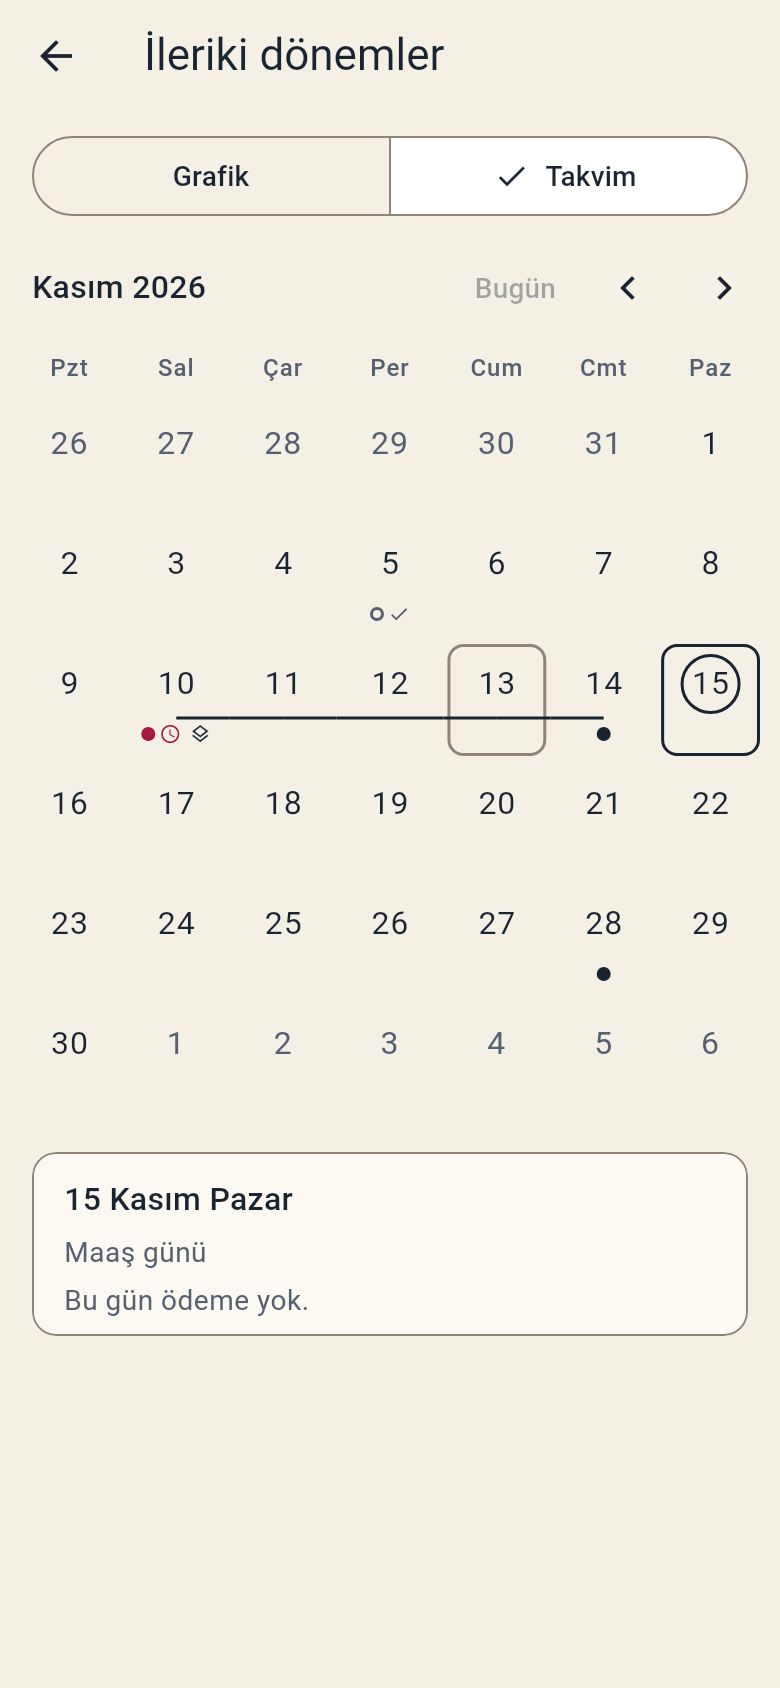 İleriki dönemler
Grafik Takvim
Kasım 2026 Bugün
Pzt Sal Çar Per Cum Cmt Paz
26 27 28 29 30 31 1
2 3 4 5 6 7 8
9 10 11 12 13 14 15
16 17 18 19 20 21 22
23 24 25 26 27 28 29
30 1 2 3 4 5 6
15 Kasım Pazar
Maaş günü
Bu gün ödeme yok.